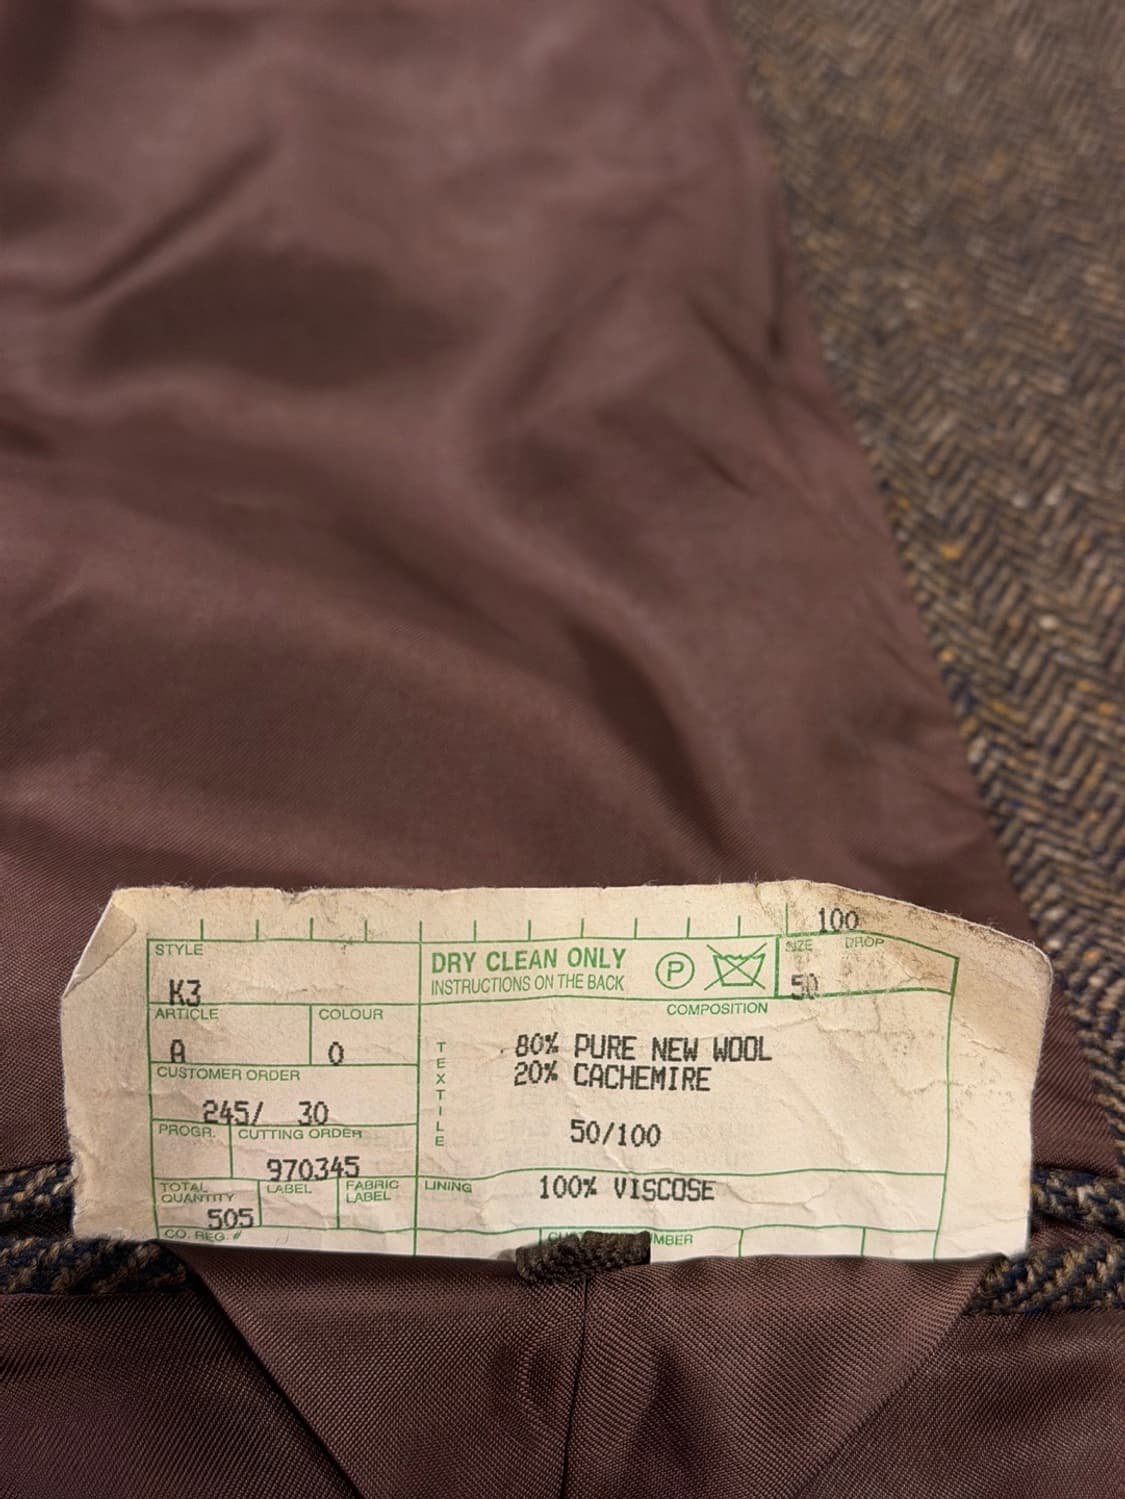 100
STYLE
K3
DRY CLEAN ONLY
INSTRUCTIONS ON THE BACK
P
SIZE DROP
50
ARTICLE COLOUR
A 0
COMPOSITION
TEXTILE
80% PURE NEW WOOL
20% CACHEMIRE
50/100
CUSTOMER ORDER
245/ 30
PROGR. CUTTING ORDER
970345
TOTAL QUANTITY
505
LABEL
FABRIC LABEL
LINING
100% VISCOSE
CO. REG. #